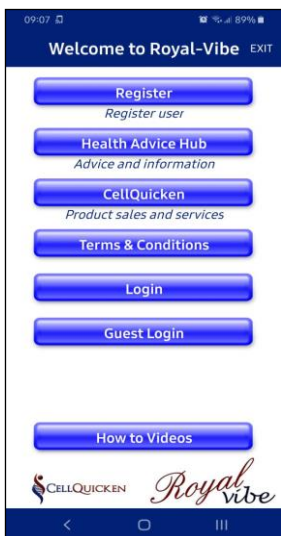 09:07 89%
Welcome to Royal-Vibe EXIT
Register
Register user
Health Advice Hub
Advice and information
CellQuicken
Product sales and services
Terms & Conditions
Login
Guest Login
How to Videos
CELLQUICKEN Royal
vibe